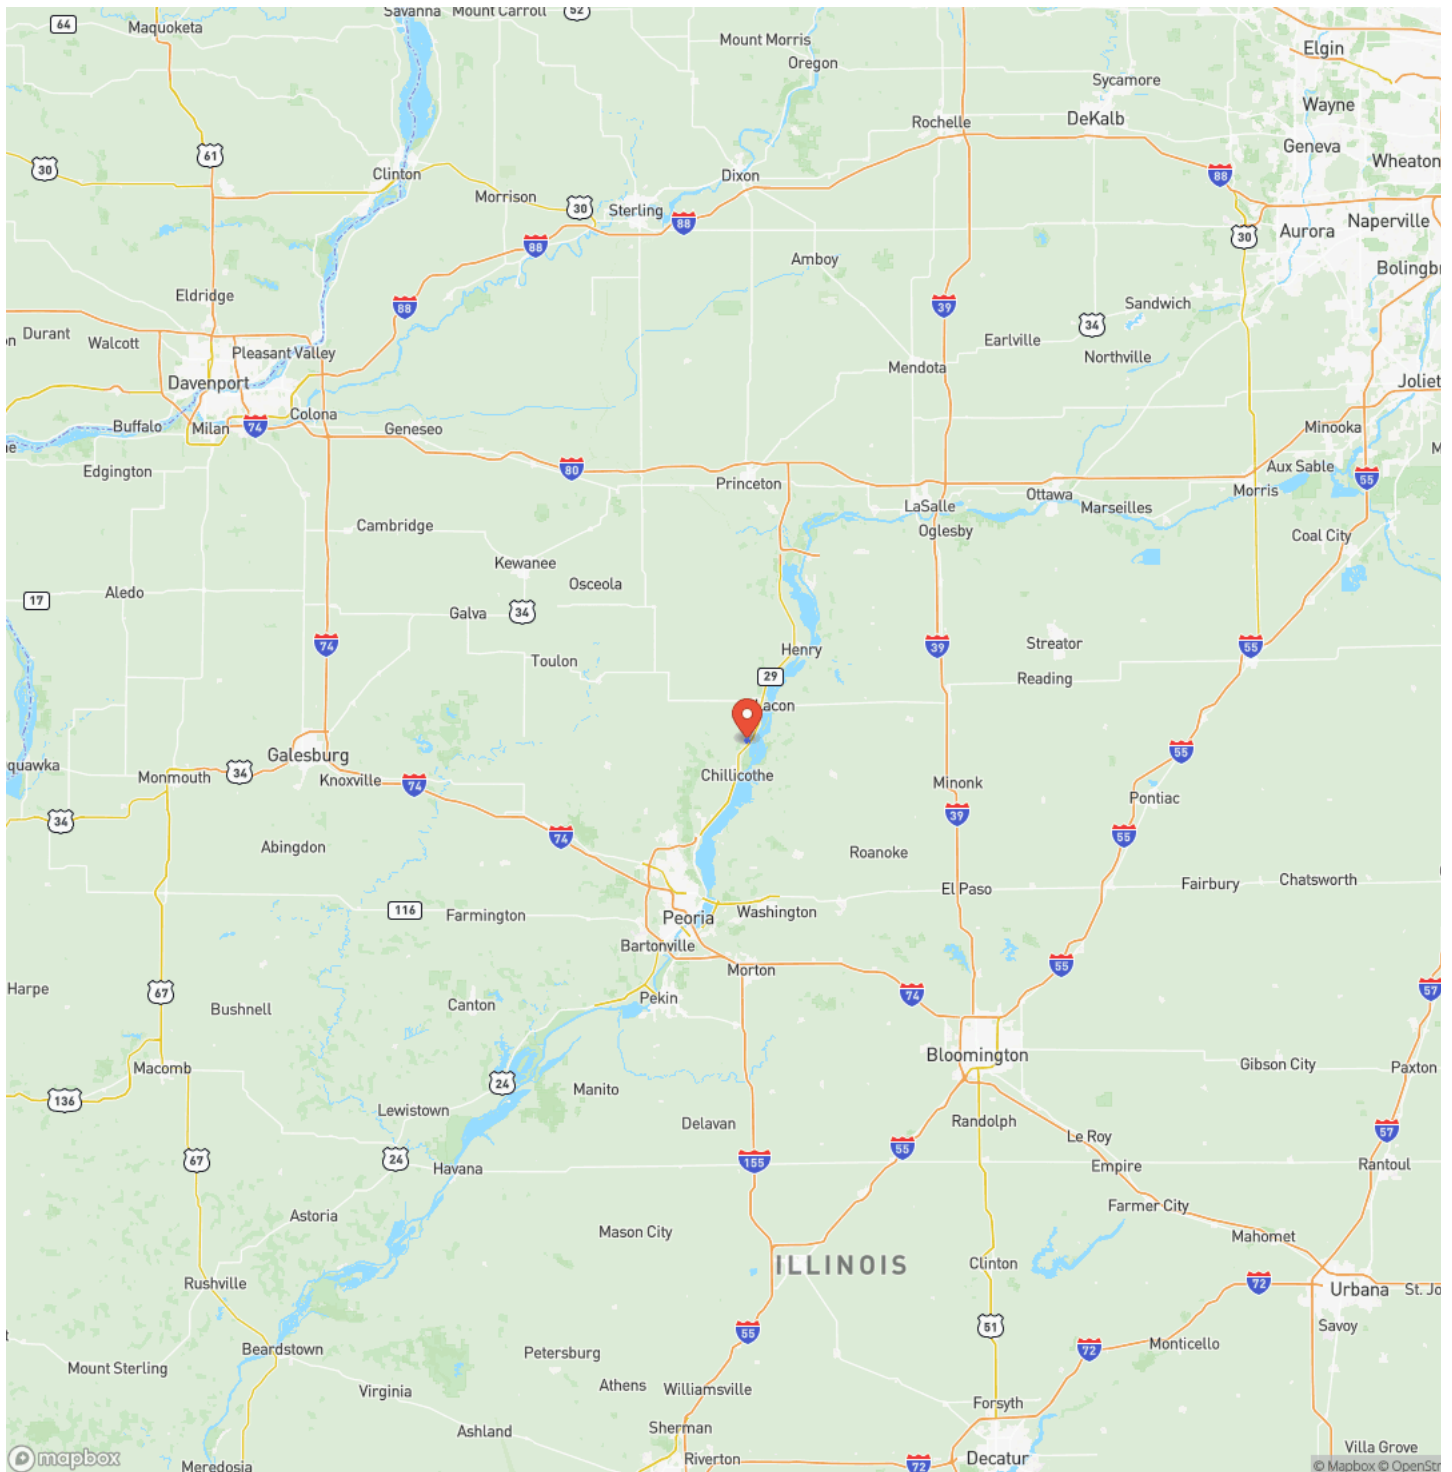 Savanna
Mount Carroll
52
64
Maquoketa
Mount Morris
Oregon
Elgin
Sycamore
Wayne
DeKalb
Rochelle
Geneva
Wheaton
61
30
Clinton
Dixon
88
Morrison
30
Sterling
88
Naperville
Aurora
30
88
Amboy
Bolingbr
Eldridge
88
39
Sandwich
34
Durant
Walcott
Earlville
Pleasant Valley
Northville
Mendota
Davenport
Joliet
Colona
Buffalo
Milan
74
Geneseo
Minooka
Edgington
80
Aux Sable
Princeton
55
Morris
Ottawa
LaSalle
Marseilles
Cambridge
Oglesby
Coal City
Kewanee
Osceola
17
Aledo
Galva
34
74
Henry
39
Streator
55
Toulon
29
Reading
Lacon
Galesburg
55
quawka
Monmouth
34
Knoxville
74
Chillicothe
Minonk
Pontiac
34
74
39
55
Abingdon
Roanoke
El Paso
Fairbury
Chatsworth
116
Farmington
Peoria
Washington
Bartonville
Morton
55
Harpe
67
Bushnell
Canton
Pekin
74
57
Bloomington
Macomb
Gibson City
Paxton
136
24
Manito
Lewistown
Delavan
Randolph
57
Le Roy
55
67
24
Havana
155
Empire
Rantoul
Astoria
Farmer City
Mason City
Mahomet
ILLINOIS
Clinton
Rushville
72
Urbana
St. Jo
55
51
Savoy
Beardstown
Petersburg
72
Monticello
Mount Sterling
Virginia
Athens
Williamsville
Forsyth
Ashland
Sherman
Villa Grove
mapbox
Meredosia
Riverton
72
Decatur
© Mapbox © OpenStr